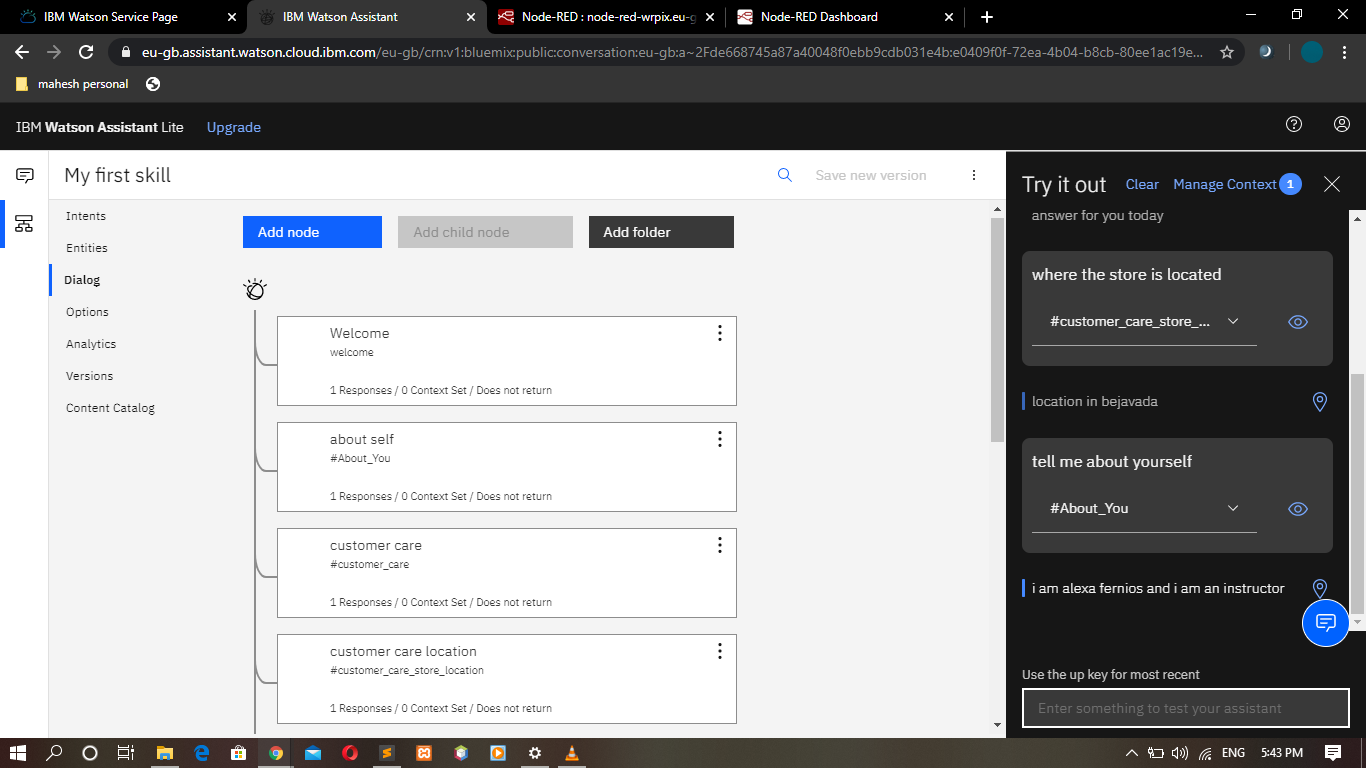 IBM Watson Service Page
IBM Watson Assistant
Node-RED : node-red-wrpix.eu-g
Node-RED Dashboard
eu-gb.assistant.watson.cloud.ibm.com/eu-gb/crn:v1:bluemix:public:conversation:eu-gb:a~2Fde668745a87a40048f0ebb9cdb031e4b:e0409f0f-72ea-4b04-b8cb-80ee1ac19e...
mahesh personal
IBM Watson Assistant Lite
Upgrade
My first skill
Save new version
Intents
Entities
Dialog
Options
Analytics
Versions
Content Catalog
Add node
Add child node
Add folder
Welcome
welcome
1 Responses / 0 Context Set / Does not return
about self
#About_You
1 Responses / 0 Context Set / Does not return
customer care
#customer_care
1 Responses / 0 Context Set / Does not return
customer care location
#customer_care_store_location
1 Responses / 0 Context Set / Does not return
Try it out
Clear
Manage Context 1
answer for you today
where the store is located
#customer_care_store_...
location in bejavada
tell me about yourself
#About_You
i am alexa fernios and i am an instructor
Use the up key for most recent
Enter something to test your assistant
ENG
5:43 PM